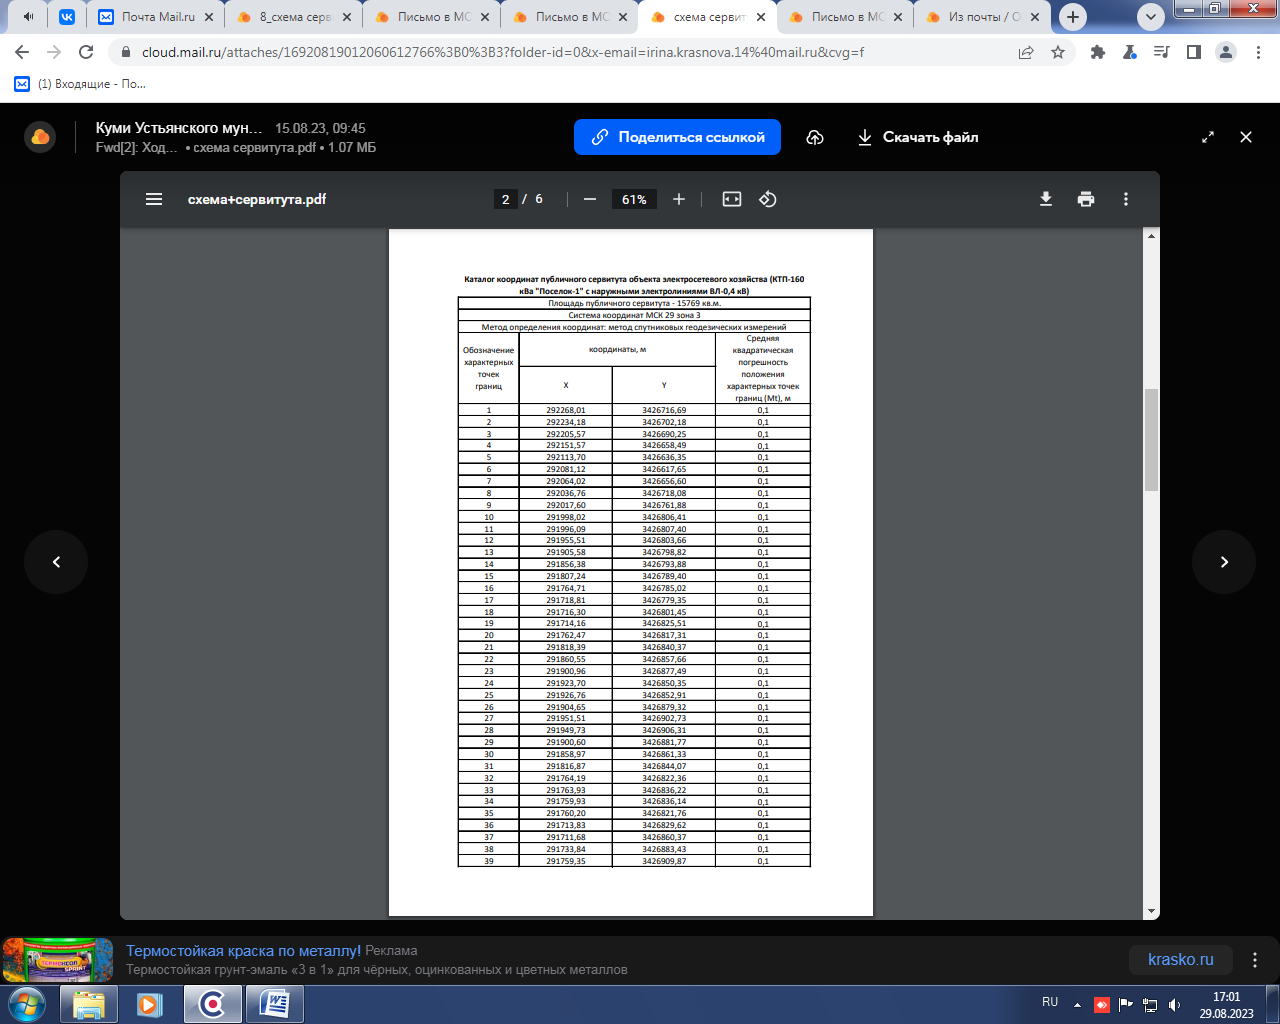 Почта Mail.ru
8_схема серв
Письмо в МС
Письмо в МС
схема сервит
Письмо в МС
Из почты / О
cloud.mail.ru/attaches/16920819012060612766%3B0%3B3?folder-id=0&x-email=irina.krasnova.14%40mail.ru&cvg=f
(1) Входящие - По...
Куми Устьянского мун... 15.08.23, 09:45
Fwd[2]: Ход... • схема сервитута.pdf • 1.07 МБ
Поделиться ссылкой
Скачать файл
схема+сервитута.pdf
2 / 6
61%
Каталог координат публичного сервитута объекта электросетевого хозяйства (КТП-160
кВа "Поселок-1" с наружными электролиниями ВЛ-0,4 кВ)
Площадь публичного сервитута - 15769 кв.м.
Система координат МСК 29 зона 3
Метод определения координат: метод спутниковых геодезических измерений
Обозначение
характерных
точек
границ
координаты, м
X
Y
Средняя
квадратическая
погрешность
положения
характерных точек
границ (Mt), м
1 292268,01 3426716,69 0,1
2 292234,18 3426702,18 0,1
3 292205,57 3426690,25 0,1
4 292151,57 3426658,49 0,1
5 292113,70 3426636,35 0,1
6 292081,12 3426617,65 0,1
7 292064,02 3426656,60 0,1
8 292036,76 3426718,08 0,1
9 292017,60 3426761,88 0,1
10 291998,02 3426806,41 0,1
11 291996,09 3426807,40 0,1
12 291955,51 3426803,66 0,1
13 291905,58 3426798,82 0,1
14 291856,38 3426793,88 0,1
15 291807,24 3426789,40 0,1
16 291764,71 3426785,02 0,1
17 291718,81 3426779,35 0,1
18 291716,30 3426801,45 0,1
19 291714,16 3426825,51 0,1
20 291762,47 3426817,31 0,1
21 291818,39 3426840,37 0,1
22 291860,55 3426857,66 0,1
23 291900,96 3426877,49 0,1
24 291923,70 3426850,35 0,1
25 291926,76 3426852,91 0,1
26 291904,65 3426879,32 0,1
27 291951,51 3426902,73 0,1
28 291949,73 3426906,31 0,1
29 291900,60 3426881,77 0,1
30 291858,97 3426861,33 0,1
31 291816,87 3426844,07 0,1
32 291764,19 3426822,36 0,1
33 291763,93 3426836,22 0,1
34 291759,93 3426836,14 0,1
35 291760,20 3426821,76 0,1
36 291713,83 3426829,62 0,1
37 291711,68 3426860,37 0,1
38 291733,84 3426883,43 0,1
39 291759,35 3426909,87 0,1
Термостойкая краска по металлу! Реклама
Термостойкая грунт-эмаль «3 в 1» для чёрных, оцинкованных и цветных металлов
krasko.ru
RU
17:01
29.08.2023